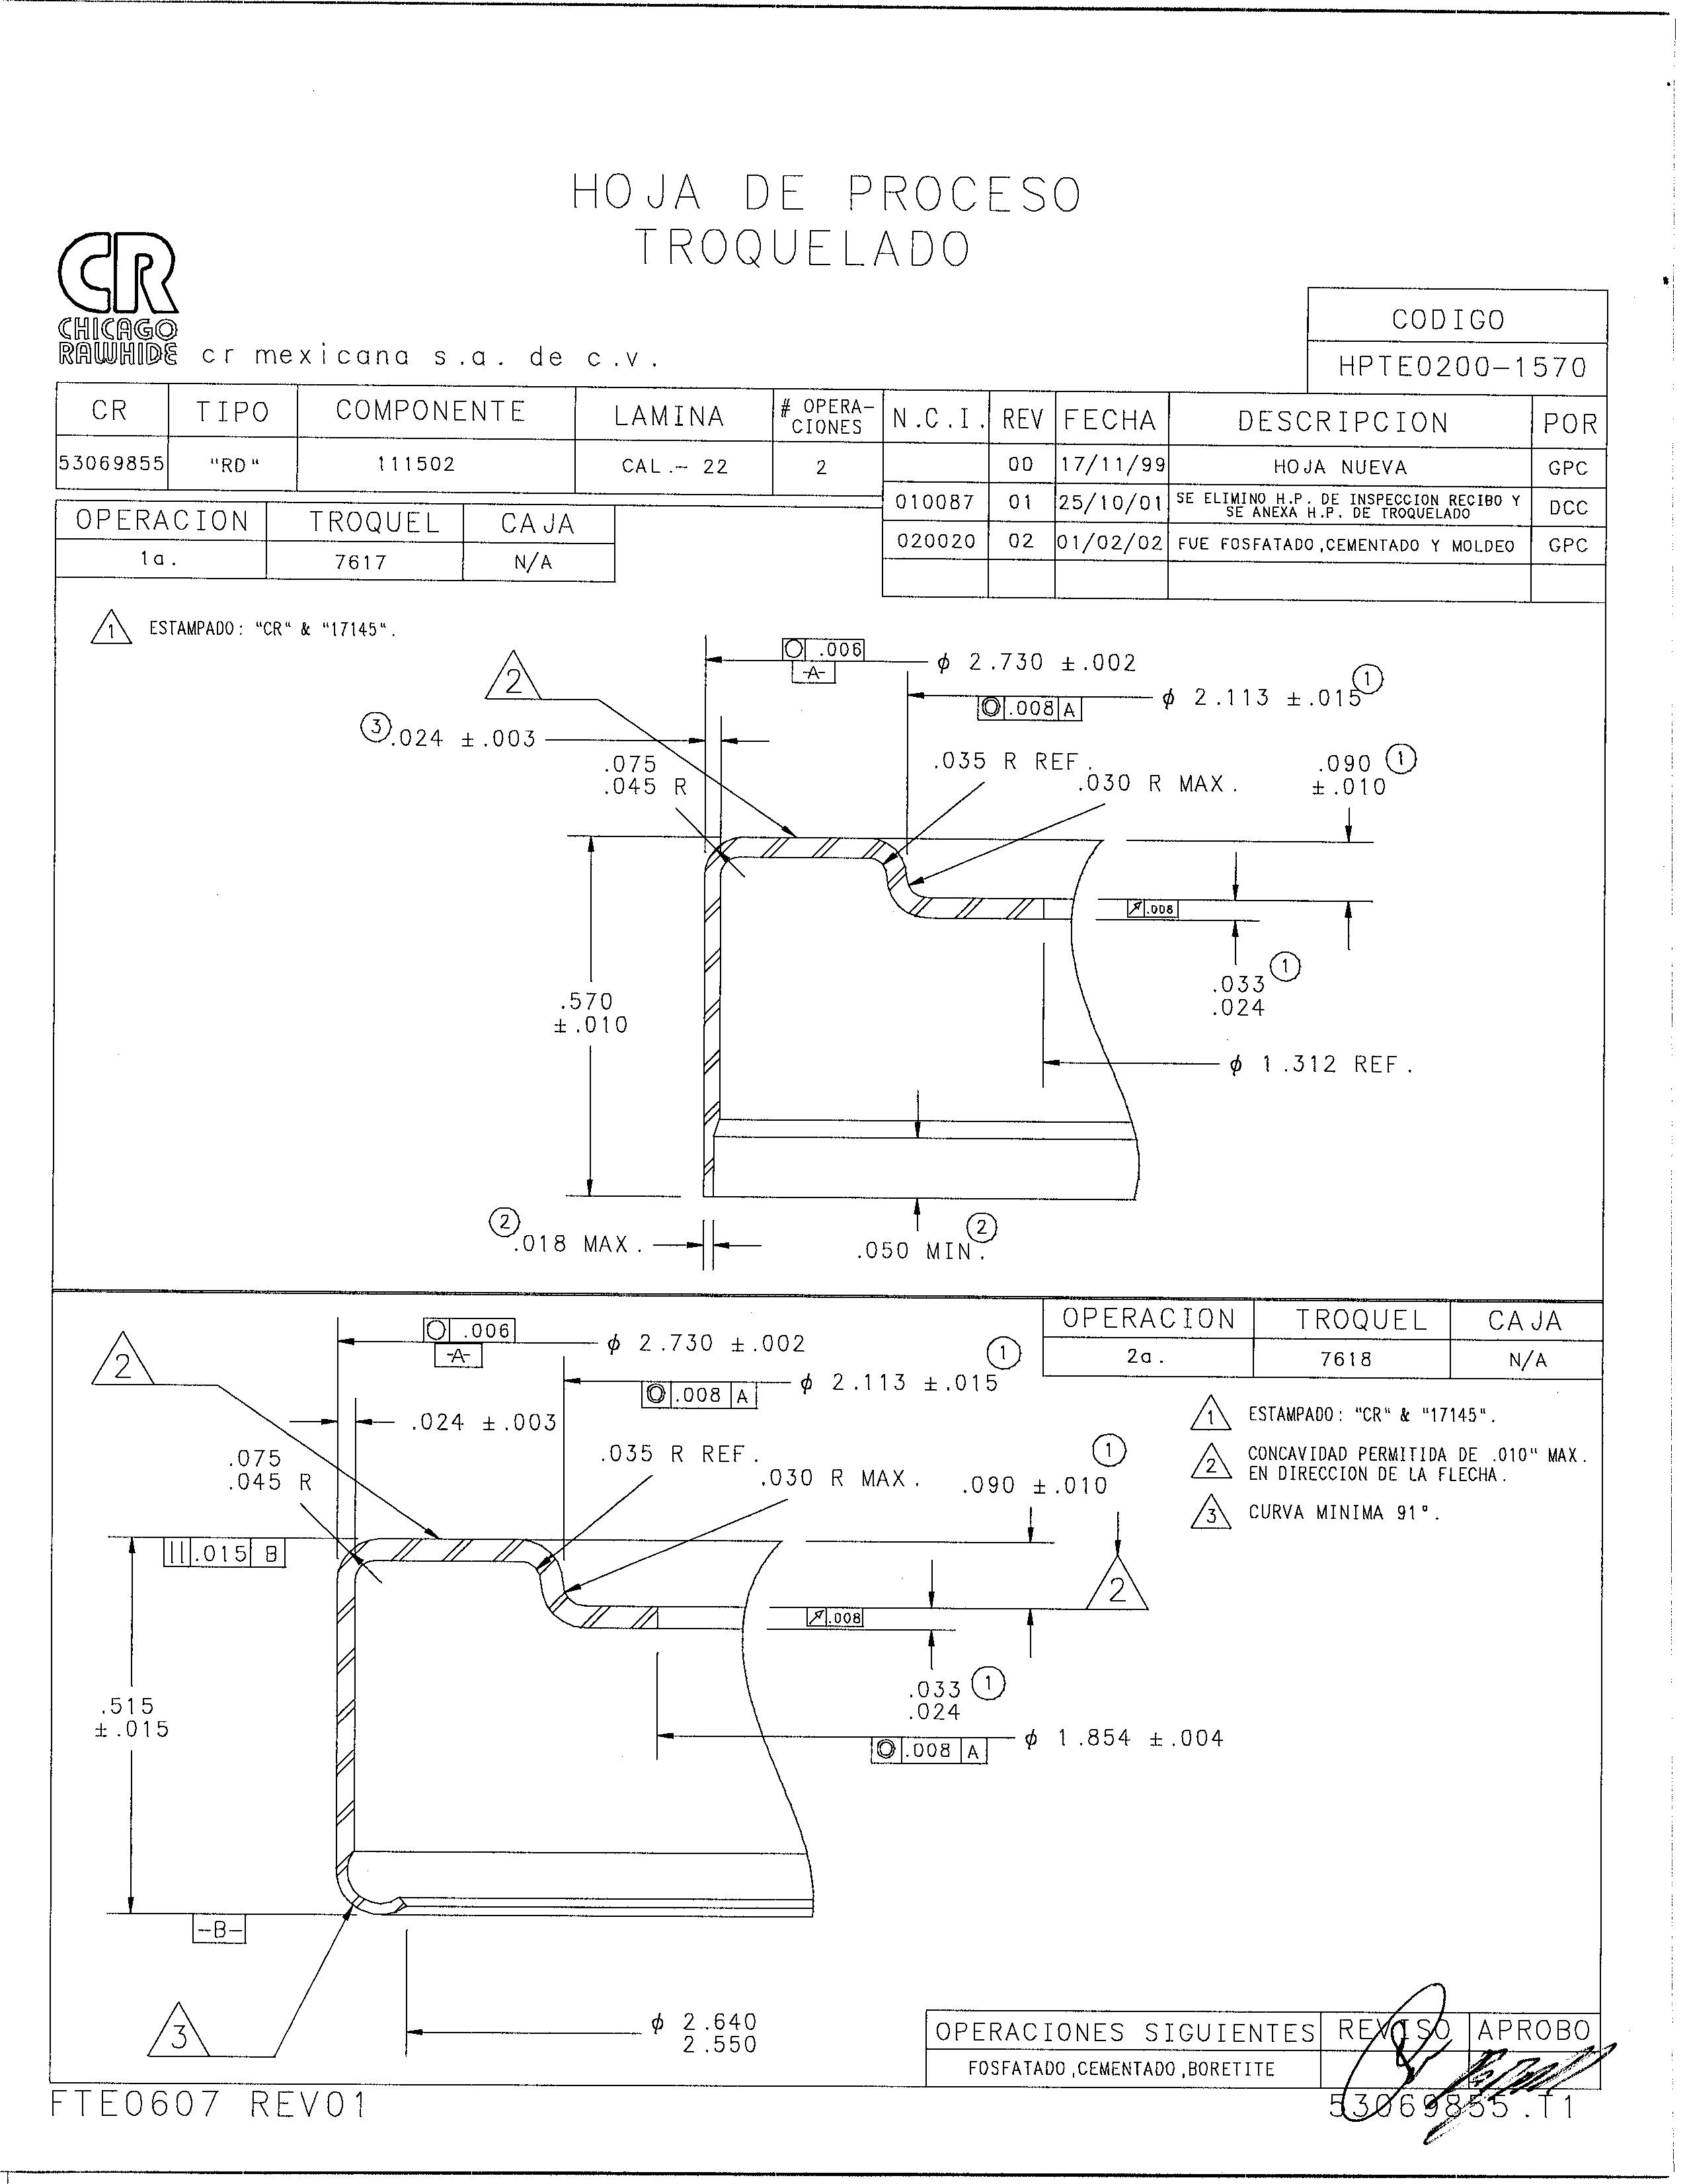 HOJA DE PROCESO
TROQUELADO
CR
CHICAGO
RAWHIDE
cr mexicana s.a. de c.v.
CODIGO
HPTE0200-1570
CR TIPO COMPONENTE LAMINA # OPERA-CIONES N.C.I. REV FECHA DESCRIPCION POR
53069855 "RD" 111502 CAL.- 22 2 00 17/11/99 HOJA NUEVA GPC
010087 01 25/10/01 SE ELIMINO H.P. DE INSPECCION RECIBO Y
SE ANEXA H.P. DE TROQUELADO DCC
020020 02 01/02/02 FUE FOSFATADO,CEMENTADO Y MOLDEO GPC
OPERACION TROQUEL CAJA
1a. 7617 N/A
1 ESTAMPADO: "CR" & "17145".
2
.006
-A-
ϕ 2.730 ±.002
.008 A
ϕ 2.113 ±.015 1
3 .024 ±.003
.075
.045 R
.035 R REF.
.030 R MAX.
.090 1
±.010
.008
.033 1
.024
.570
±.010
ϕ 1.312 REF.
2 .018 MAX.
.050 MIN. 2
OPERACION TROQUEL CAJA
2a. 7618 N/A
2
.006
-A-
ϕ 2.730 ±.002
.008 A
ϕ 2.113 ±.015 1
.024 ±.003
.075
.045 R
.035 R REF.
.030 R MAX.
.090 ±.010 1
1 ESTAMPADO: "CR" & "17145".
2 CONCAVIDAD PERMITIDA DE .010" MAX.
EN DIRECCION DE LA FLECHA.
3 CURVA MINIMA 91°.
.015 B
2
.008
.033 1
.024
.515
±.015
.008 A
ϕ 1.854 ±.004
-B-
3
ϕ 2.640
2.550
OPERACIONES SIGUIENTES REVISO APROBO
FOSFATADO,CEMENTADO,BORETITE
FTE0607 REV01
53069855.T1